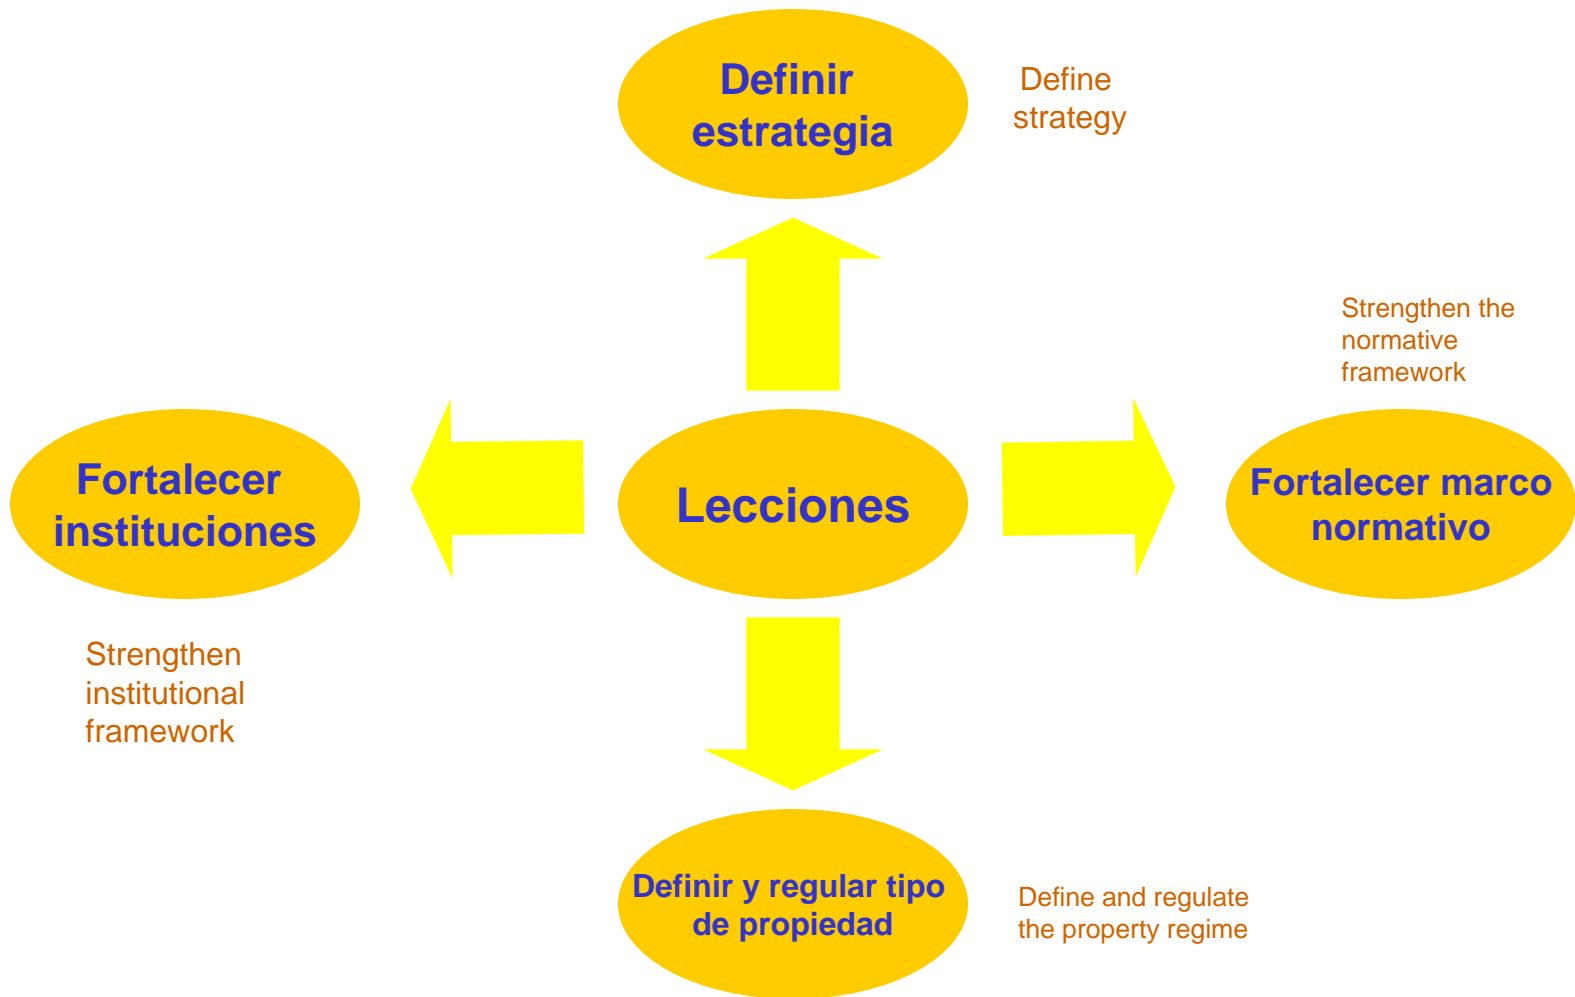 Definir
estrategia
Define
strategy
Strengthen the
normative
framework
Fortalecer
instituciones
Lecciones
Fortalecer marco
normativo
Strengthen
institutional
framework
Definir y regular tipo
de propiedad
Define and regulate
the property regime